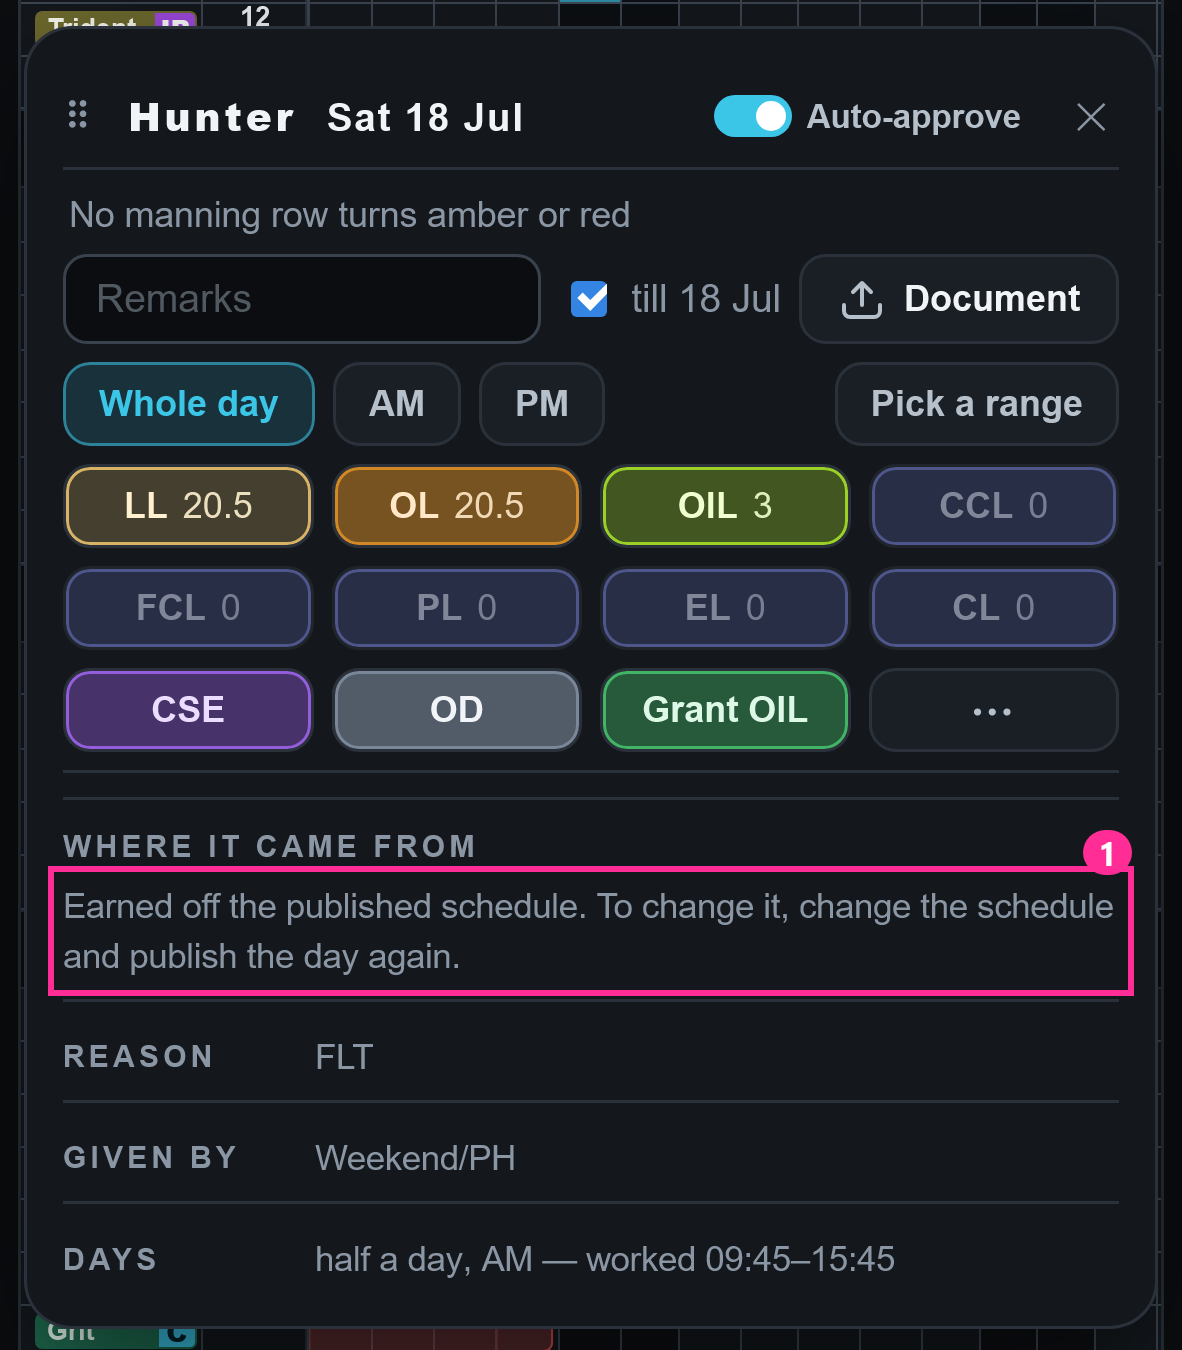 Trident
12
Hunter Sat 18 Jul
Auto-approve
No manning row turns amber or red
Remarks
till 18 Jul
Document
Whole day
AM
PM
Pick a range
LL 20.5
OL 20.5
OIL 3
CCL 0
FCL 0
PL 0
EL 0
CL 0
CSE
OD
Grant OIL
...
WHERE IT CAME FROM
1
Earned off the published schedule. To change it, change the schedule
and publish the day again.
REASON FLT
GIVEN BY Weekend/PH
DAYS half a day, AM — worked 09:45–15:45
Grit
C